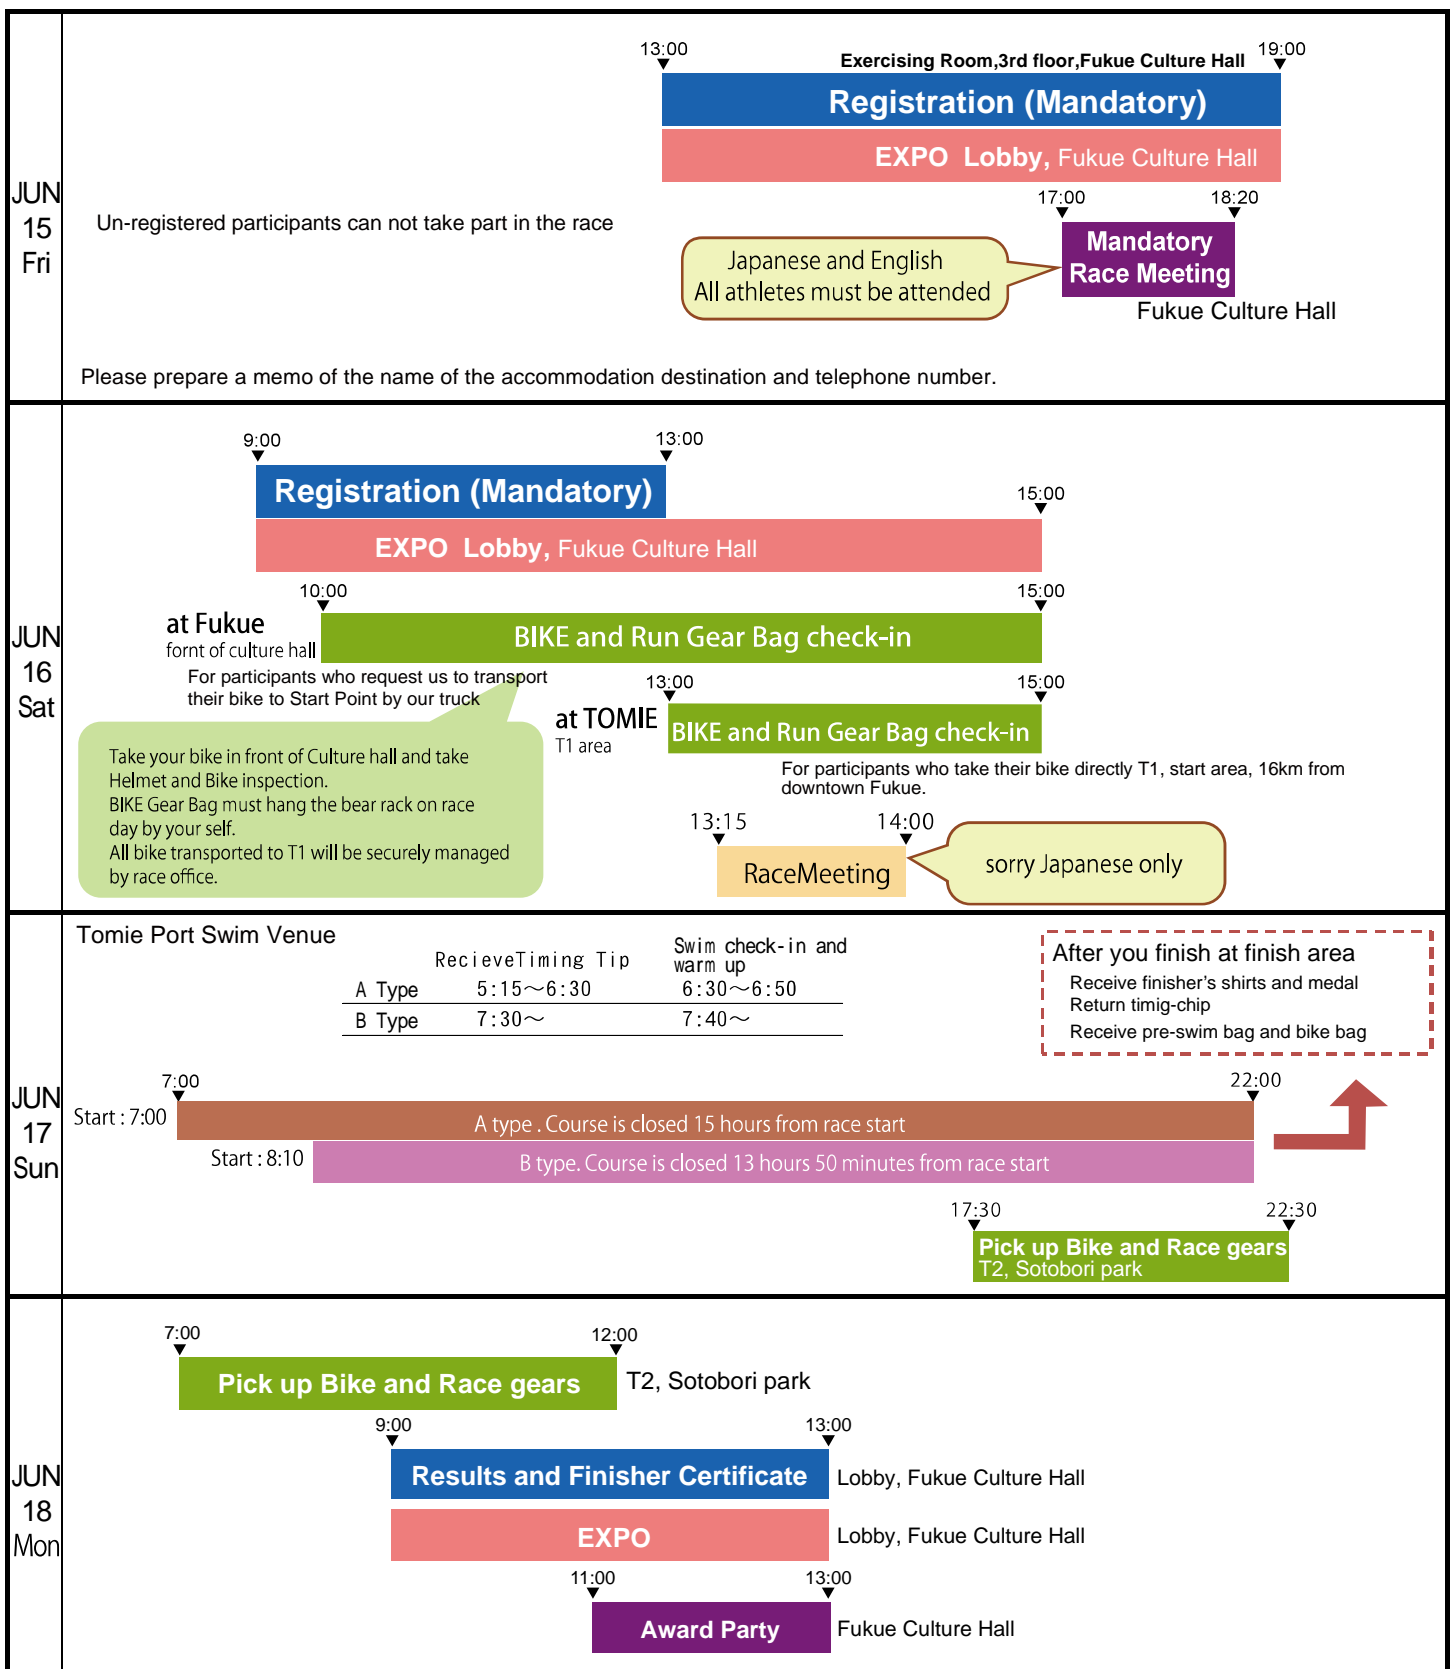 JUN
15
Fri
13:00
Exercising Room,3rd floor,Fukue Culture Hall
19:00
Registration (Mandatory)
EXPO Lobby, Fukue Culture Hall
17:00
18:20
Un-registered participants can not take part in the race
Mandatory
Race Meeting
Japanese and English
All athletes must be attended
Fukue Culture Hall
Please prepare a memo of the name of the accommodation destination and telephone number.
JUN
16
Sat
9:00
13:00
Registration (Mandatory)
15:00
EXPO Lobby, Fukue Culture Hall
10:00
15:00
at Fukue
fornt of culture hall
BIKE and Run Gear Bag check-in
For participants who request us to transport
their bike to Start Point by our truck
13:00
15:00
at TOMIE
T1 area
BIKE and Run Gear Bag check-in
Take your bike in front of Culture hall and take
Helmet and Bike inspection.
BIKE Gear Bag must hang the bear rack on race
day by your self.
All bike transported to T1 will be securely managed
by race office.
For participants who take their bike directly T1, start area, 16km from
downtown Fukue.
13:15
14:00
RaceMeeting
sorry Japanese only
JUN
17
Sun
Tomie Port Swim Venue
RecieveTiming Tip
Swim check-in and
warm up
A Type 5:15～6:30 6:30～6:50
B Type 7:30～ 7:40～
After you finish at finish area
Receive finisher's shirts and medal
Return timig-chip
Receive pre-swim bag and bike bag
7:00
22:00
Start : 7:00
A type . Course is closed 15 hours from race start
Start : 8:10
B type. Course is closed 13 hours 50 minutes from race start
17:30
22:30
Pick up Bike and Race gears
T2, Sotobori park
JUN
18
Mon
7:00
12:00
Pick up Bike and Race gears
T2, Sotobori park
9:00
13:00
Results and Finisher Certificate
Lobby, Fukue Culture Hall
EXPO
Lobby, Fukue Culture Hall
11:00
13:00
Award Party
Fukue Culture Hall